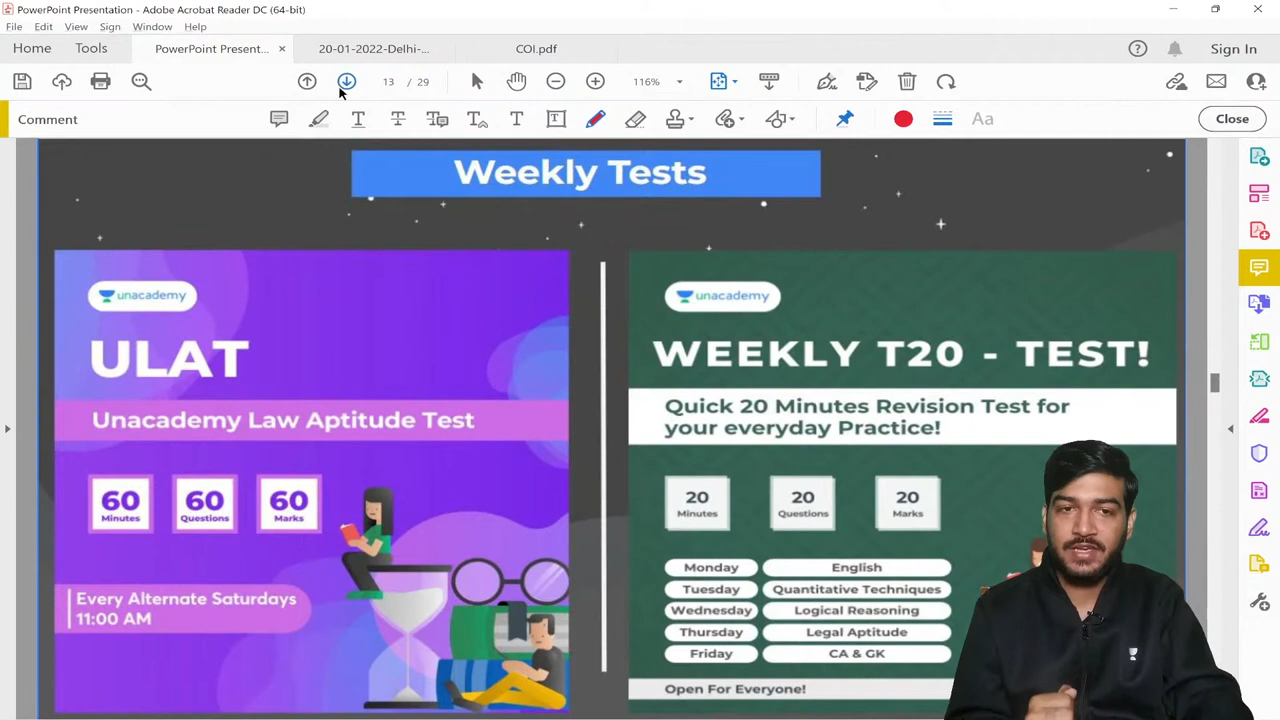 PowerPoint Presentation - Adobe Acrobat Reader DC (64-bit)
File Edit View Sign Window Help
Home Tools PowerPoint Present... × 20-01-2022-Delhi-... COI.pdf Sign In
13 / 29 116%
Comment Aa Close
Weekly Tests
unacademy
ULAT
Unacademy Law Aptitude Test
60 60 60
Minutes Questions Marks
Every Alternate Saturdays
11:00 AM
unacademy
WEEKLY T20 - TEST!
Quick 20 Minutes Revision Test for
your everyday Practice!
20 20 20
Minutes Questions Marks
Monday English
Tuesday Quantitative Techniques
Wednesday Logical Reasoning
Thursday Legal Aptitude
Friday CA & GK
Open For Everyone!